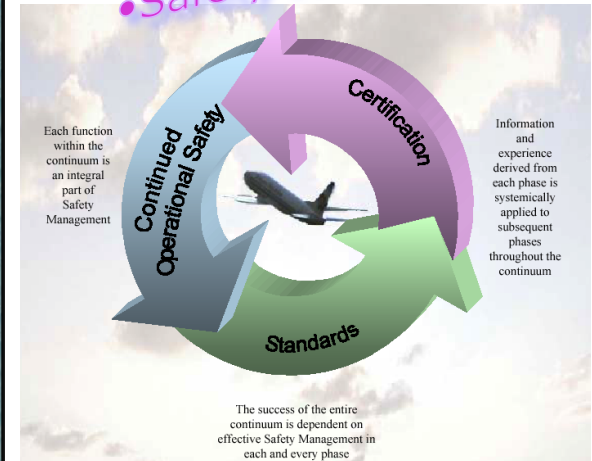 Certification
Continued
Operational Safety
Each function
within the
continuum is
an integral
part of
Safety
Management
Information
and
experience
derived from
each phase is
systemically
applied to
subsequent
phases
throughout the
continuum
Standards
The success of the entire
continuum is dependent on
effective Safety Management in
each and every phase